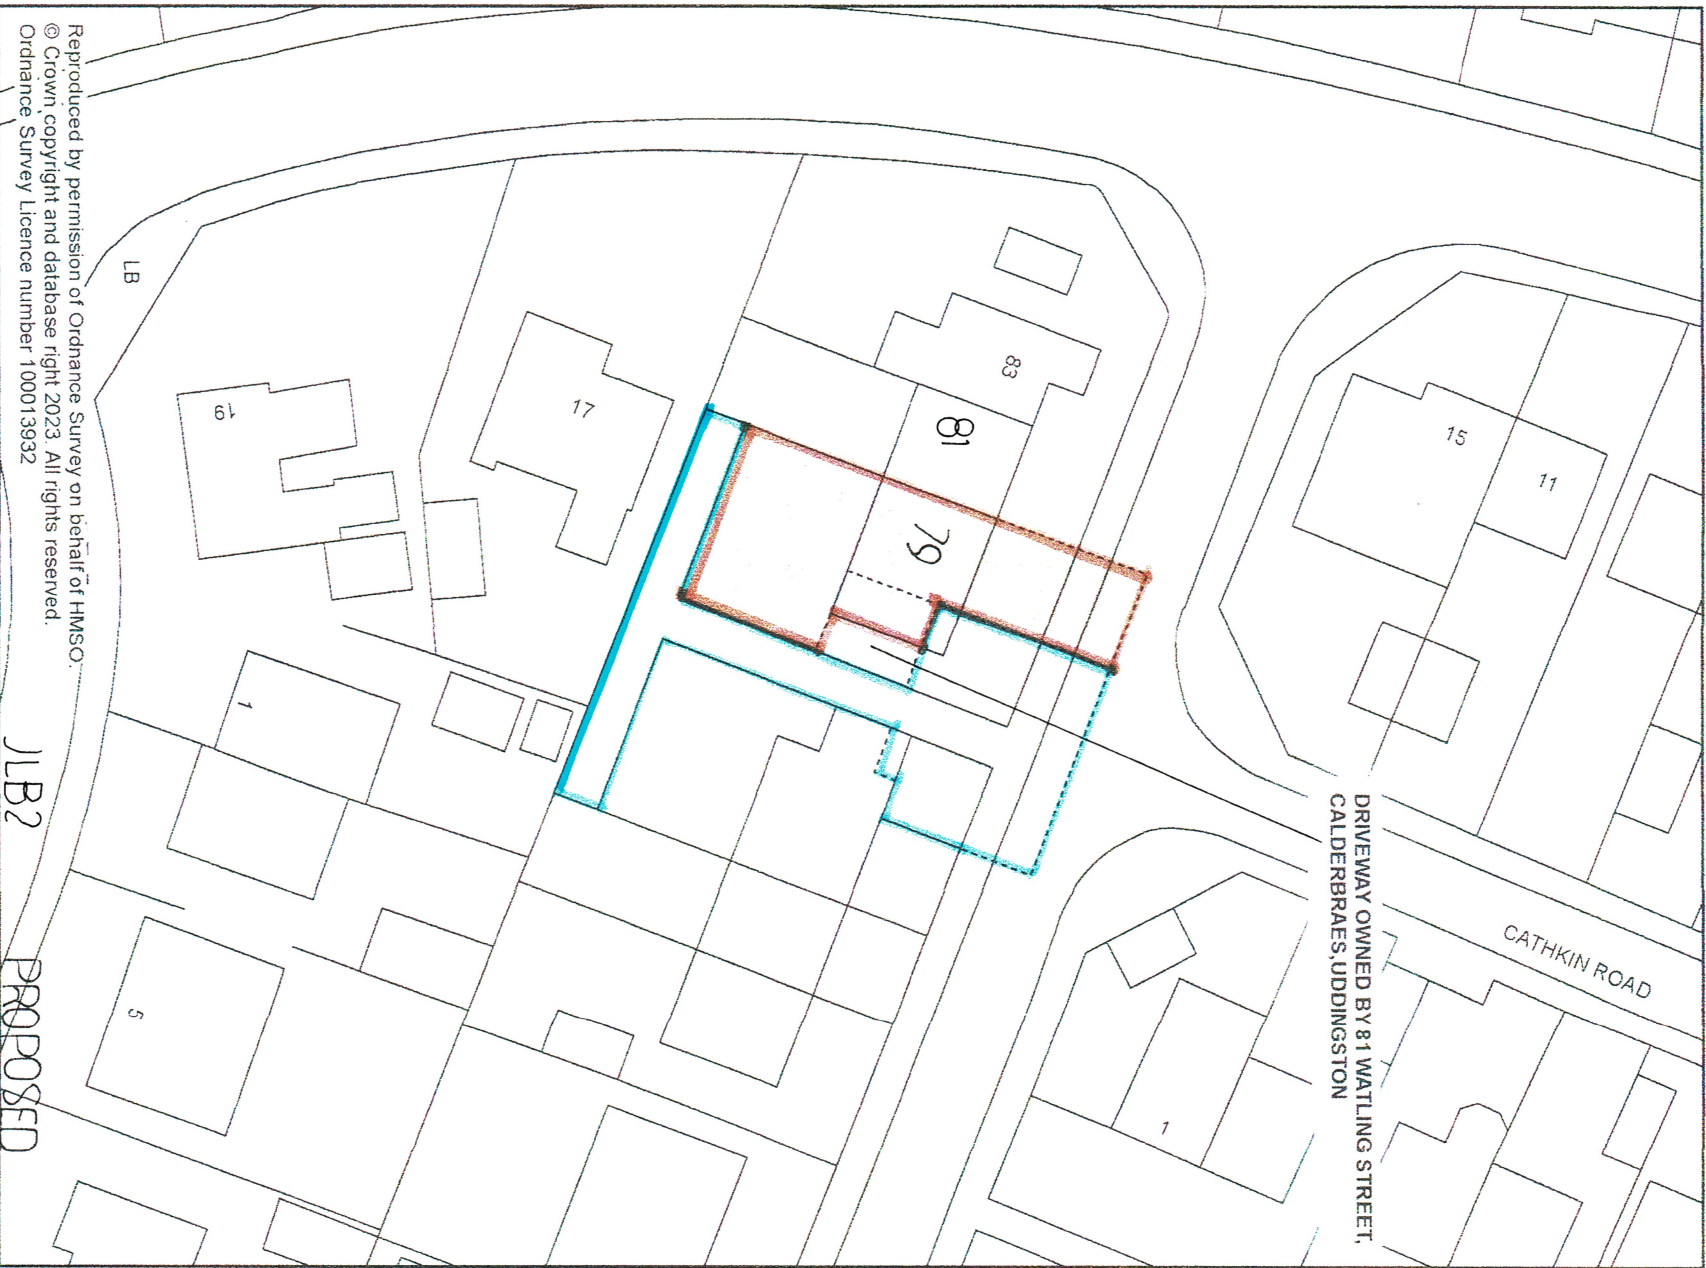 DRIVEWAY OWNED BY 81 WATLING STREET,
CALDERBRAES, UDDINGSTON
CATHKIN ROAD
15
11
83
81
79
17
19
LB
1
1
5
Reproduced by permission of Ordnance Survey on behalf of HMSO.
© Crown copyright and database right 2023. All rights reserved.
Ordnance Survey Licence number 100013932
JLB2
PROPOSED